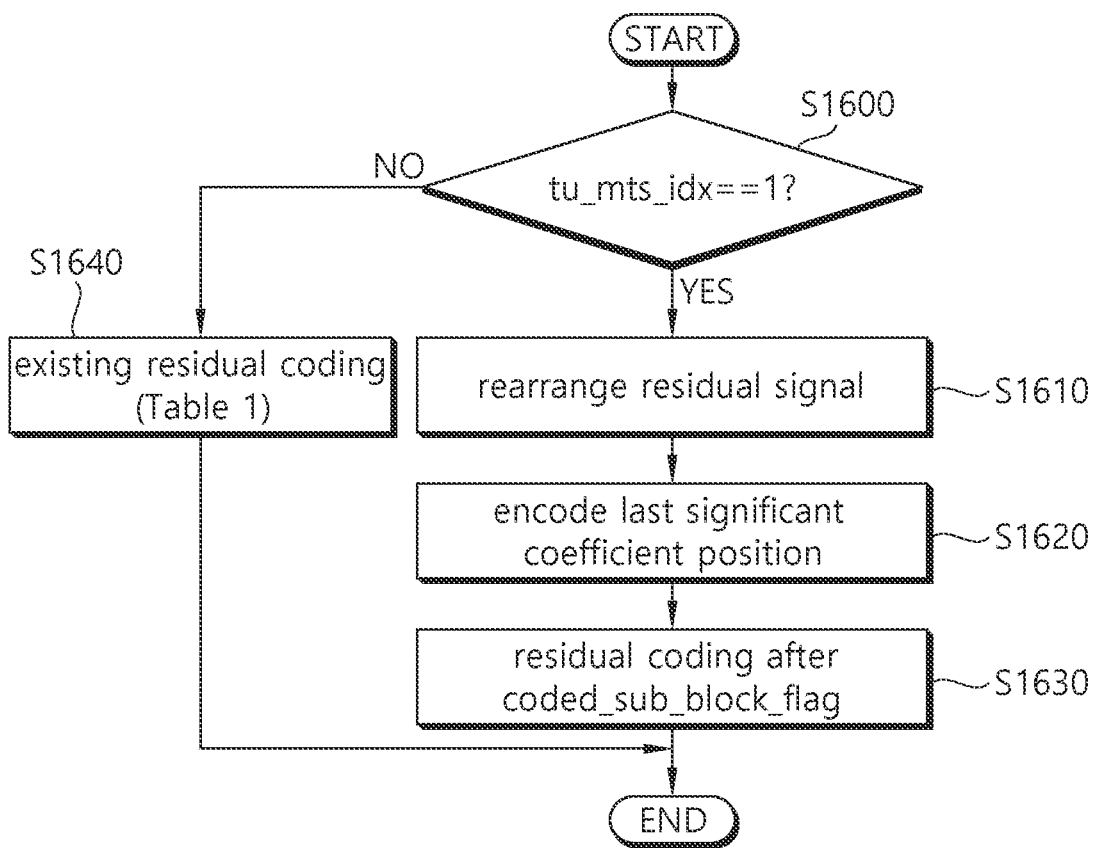 START
S1600
NO
tu_mts_idx==1?
S1640
YES
existing residual coding
(Table 1)
rearrange residual signal
S1610
encode last significant
coefficient position
S1620
residual coding after
coded_sub_block_flag
S1630
END